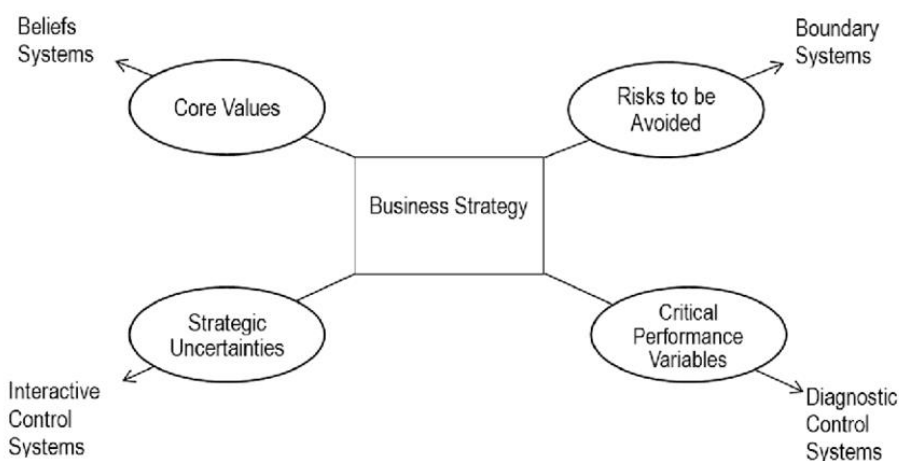 Beliefs
Systems
Boundary
Systems
Core Values
Risks to be
Avoided
Business Strategy
Strategic
Uncertainties
Critical
Performance
Variables
Interactive
Control
Systems
Diagnostic
Control
Systems